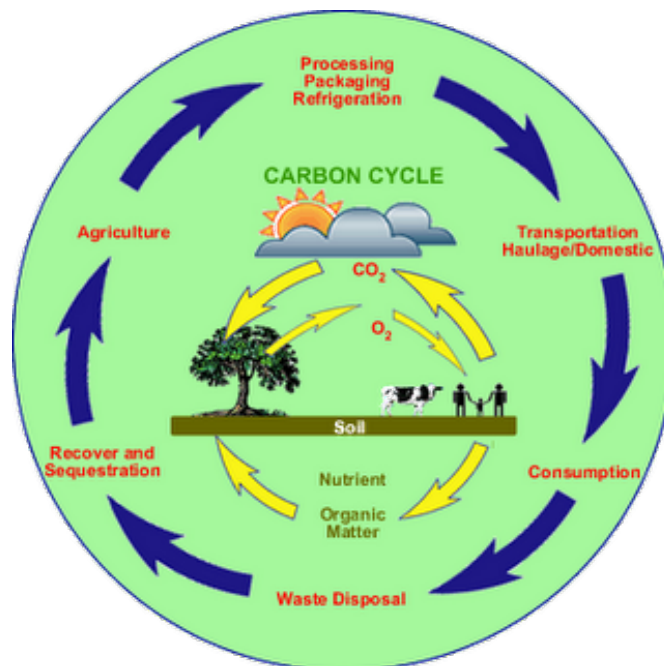 Processing
Packaging
Refrigeration
CARBON CYCLE
Agriculture
Transportation
Haulage/Domestic
CO₂
O₂
Soil
Recover and
Sequestration
Nutrient
Consumption
Organic
Matter
Waste Disposal